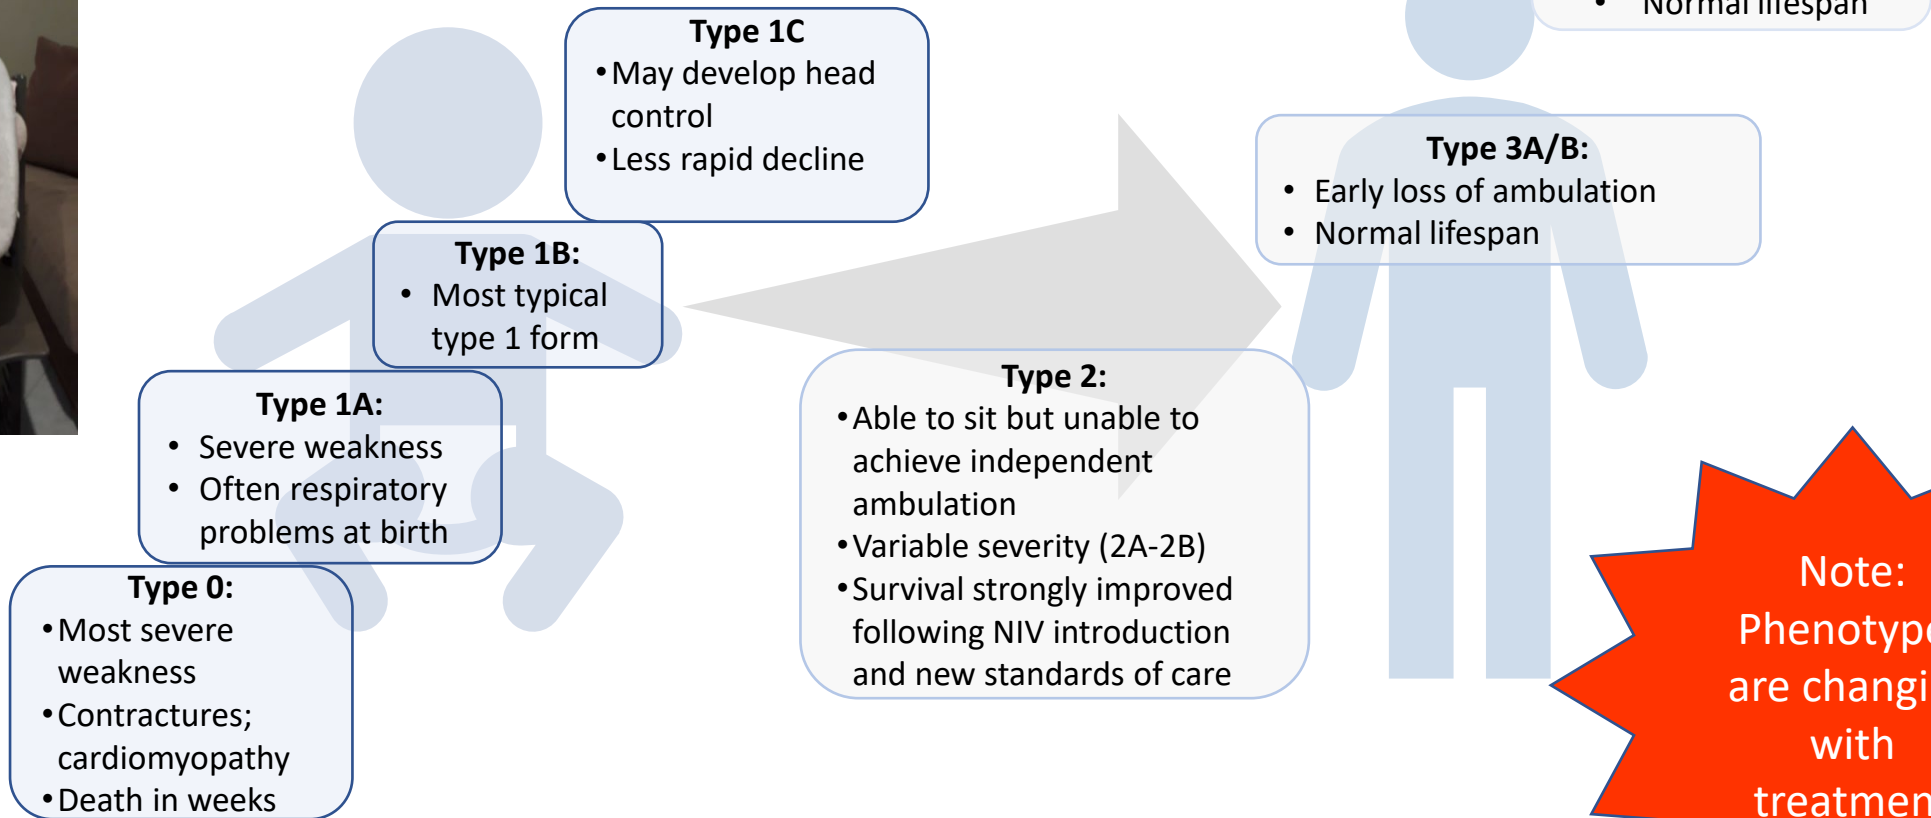 Type 1C
•May develop head
control
•Less rapid decline
Type 1B:
• Most typical
type 1 form
Type 1A:
• Severe weakness
• Often respiratory
problems at birth
Type 0:
•Most severe
weakness
•Contractures;
cardiomyopathy
•Death in weeks
Type 2:
•Able to sit but unable to
achieve independent
ambulation
•Variable severity (2A-2B)
•Survival strongly improved
following NIV introduction
and new standards of care
• Normal lifespan
Type 3A/B:
• Early loss of ambulation
• Normal lifespan
Note:
Phenotype
are changi
with
treatmen